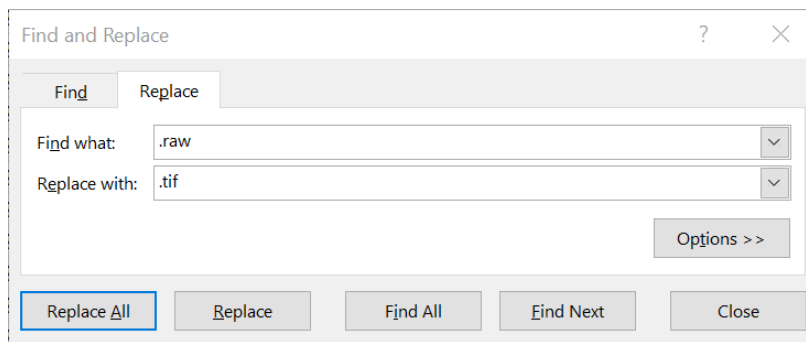 Find and Replace ?
Find Replace
Find what: .raw
Replace with: .tif
Options >>
Replace All Replace Find All Find Next Close